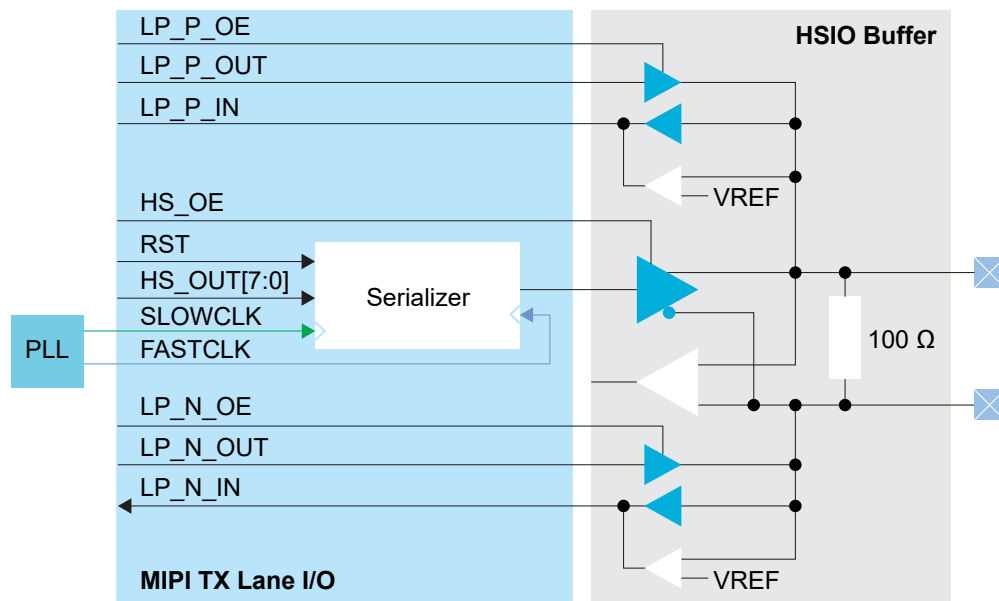 LP_P_OE
HSIO Buffer
LP_P_OUT
LP_P_IN
VREF
HS_OE
RST
HS_OUT[7:0]
Serializer
SLOWCLK
PLL
FASTCLK
100 Ω
LP_N_OE
LP_N_OUT
LP_N_IN
MIPI TX Lane I/O
VREF